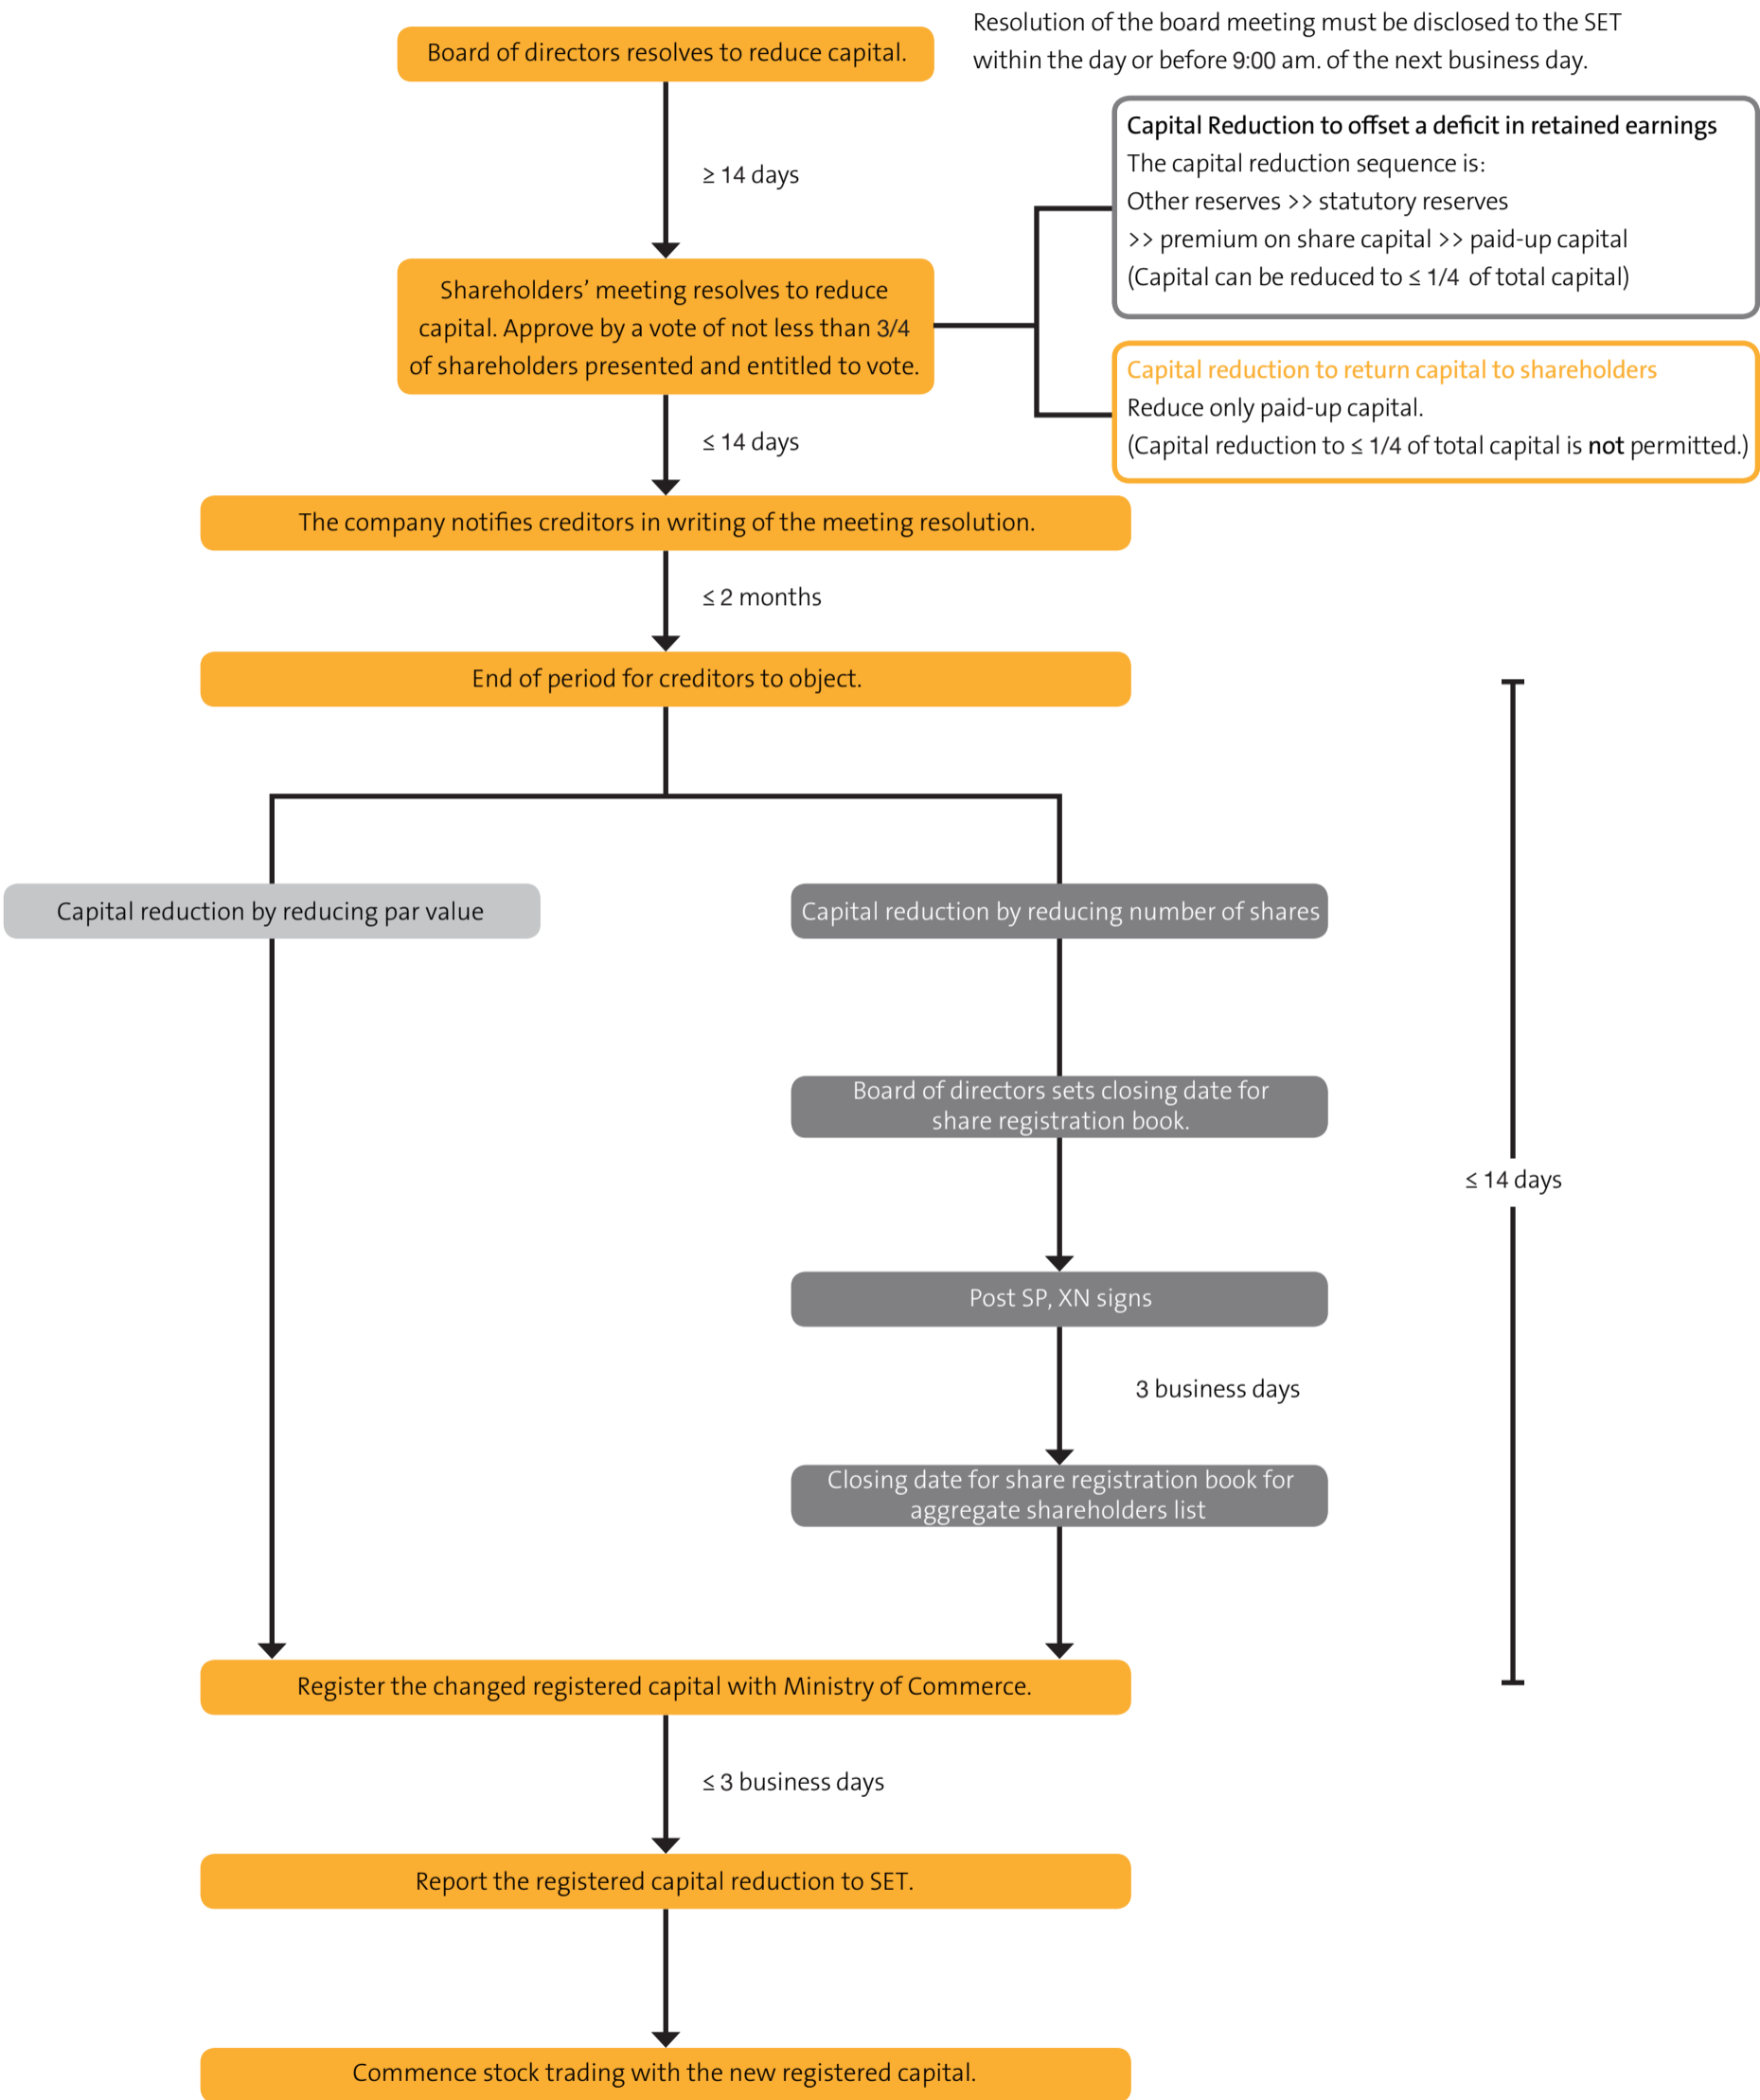 Board of directors resolves to reduce capital.
Resolution of the board meeting must be disclosed to the SET
within the day or before 9:00 am. of the next business day.
≥ 14 days
Capital Reduction to offset a deficit in retained earnings
The capital reduction sequence is:
Other reserves >> statutory reserves
>> premium on share capital >> paid-up capital
(Capital can be reduced to ≤ 1/4 of total capital)
Shareholders’ meeting resolves to reduce
capital. Approve by a vote of not less than 3/4
of shareholders presented and entitled to vote.
Capital reduction to return capital to shareholders
Reduce only paid-up capital.
(Capital reduction to ≤ 1/4 of total capital is not permitted.)
≤ 14 days
The company notifies creditors in writing of the meeting resolution.
≤ 2 months
End of period for creditors to object.
Capital reduction by reducing par value
Capital reduction by reducing number of shares
Board of directors sets closing date for
share registration book.
≤ 14 days
Post SP, XN signs
3 business days
Closing date for share registration book for
aggregate shareholders list
Register the changed registered capital with Ministry of Commerce.
≤ 3 business days
Report the registered capital reduction to SET.
Commence stock trading with the new registered capital.